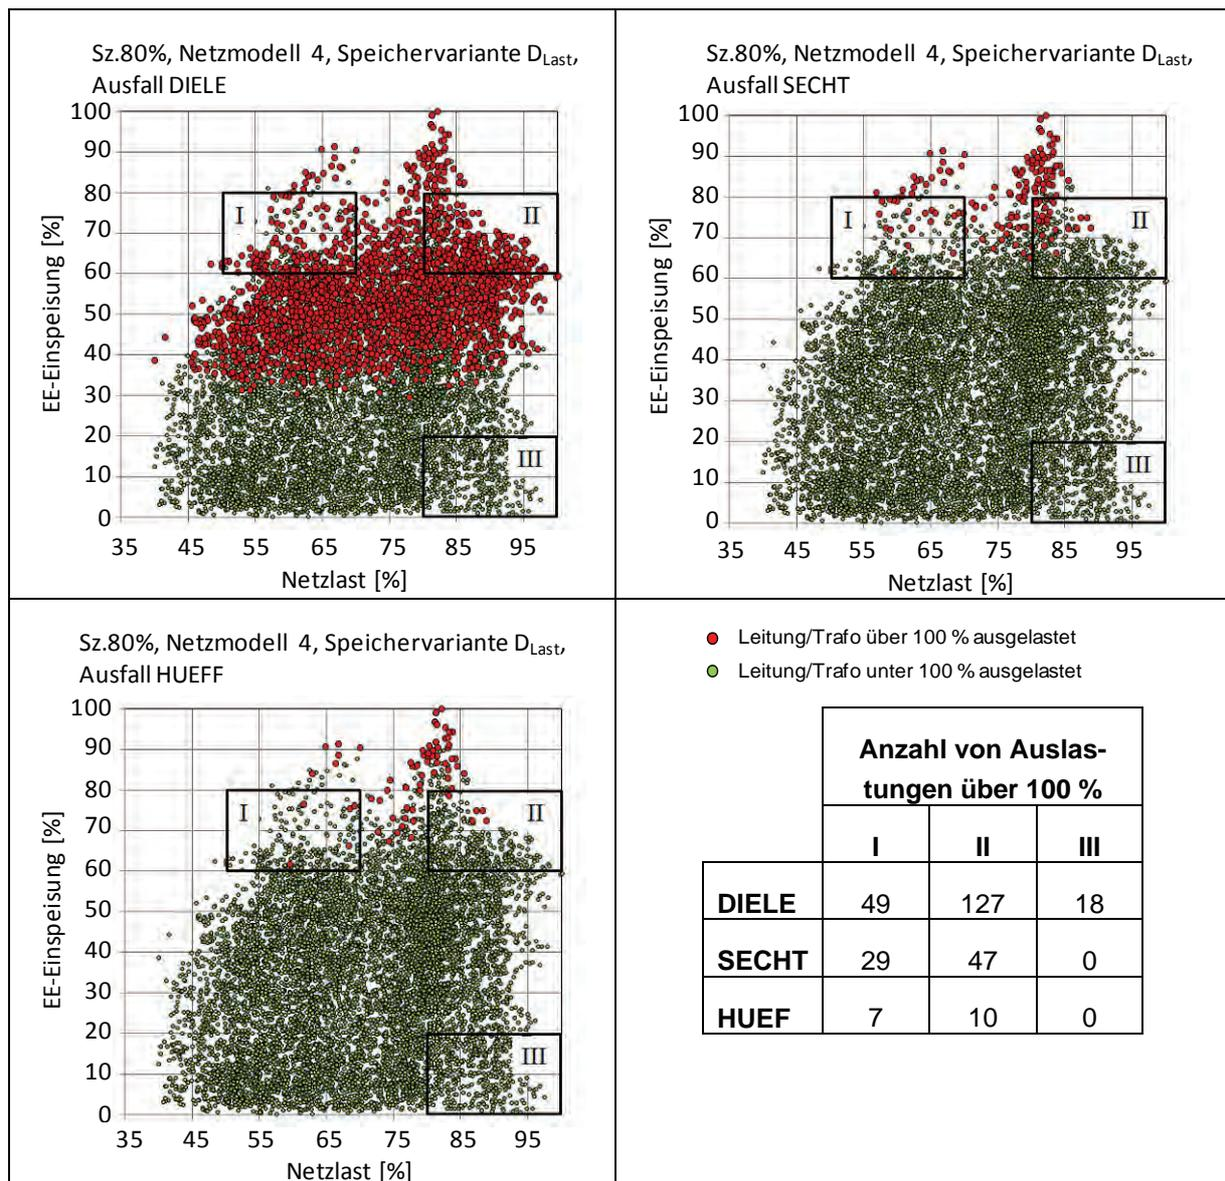 Sz.80%, Netzmodell 4, Speichervariante D_Last,
Ausfall DIELE
100
90
80
70
60
50
40
30
20
10
0
EE-Einspeisung [%]
I
II
III
35 45 55 65 75 85 95
Netzlast [%]
Sz.80%, Netzmodell 4, Speichervariante D_Last,
Ausfall SECHT
100
90
80
70
60
50
40
30
20
10
0
EE-Einspeisung [%]
I
II
III
35 45 55 65 75 85 95
Netzlast [%]
Sz.80%, Netzmodell 4, Speichervariante D_Last,
Ausfall HUEFF
100
90
80
70
60
50
40
30
20
10
0
EE-Einspeisung [%]
I
II
III
35 45 55 65 75 85 95
Netzlast [%]
Leitung/Trafo über 100 % ausgelastet
Leitung/Trafo unter 100 % ausgelastet
Anzahl von Auslas-
tungen über 100 %
I II III
DIELE 49 127 18
SECHT 29 47 0
HUEF 7 10 0